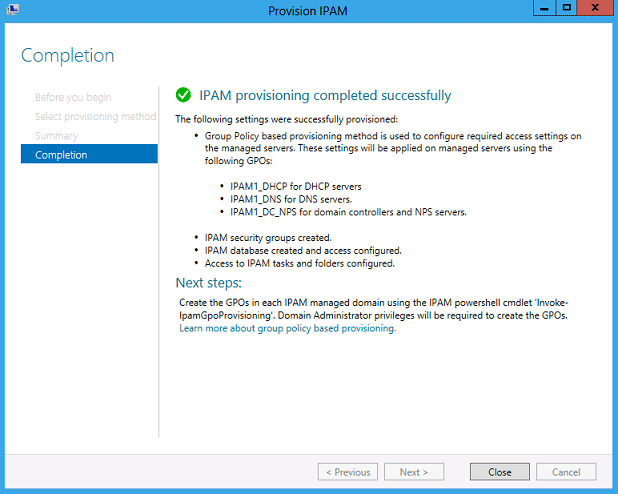 Provision IPAM
Completion
Before you begin
Select provisioning method
Summary
Completion
IPAM provisioning completed successfully
The following settings were successfully provisioned:
• Group Policy based provisioning method is used to configure required access settings on
the managed servers. These settings will be applied on managed servers using the
following GPOs:
• IPAM1_DHCP for DHCP servers
• IPAM1_DNS for DNS servers.
• IPAM1_DC_NPS for domain controllers and NPS servers.
• IPAM security groups created.
• IPAM database created and access configured.
• Access to IPAM tasks and folders configured.
Next steps:
Create the GPOs in each IPAM managed domain using the IPAM powershell cmdlet 'Invoke-
IpamGpoProvisioning'. Domain Administrator privileges will be required to create the GPOs.
Learn more about group policy based provisioning.
< Previous
Next >
Close
Cancel